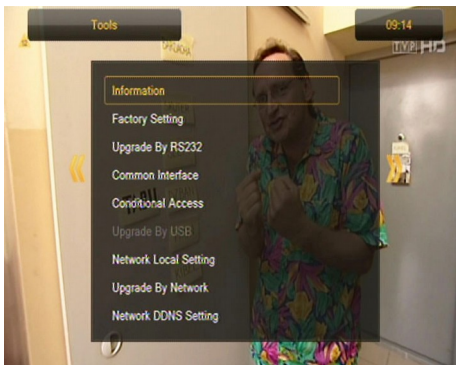 Tools
09:14
TVP HD
Information
Factory Setting
Upgrade By RS232
Common Interface
Conditional Access
Upgrade By USB
Network Local Setting
Upgrade By Network
Network DDNS Setting